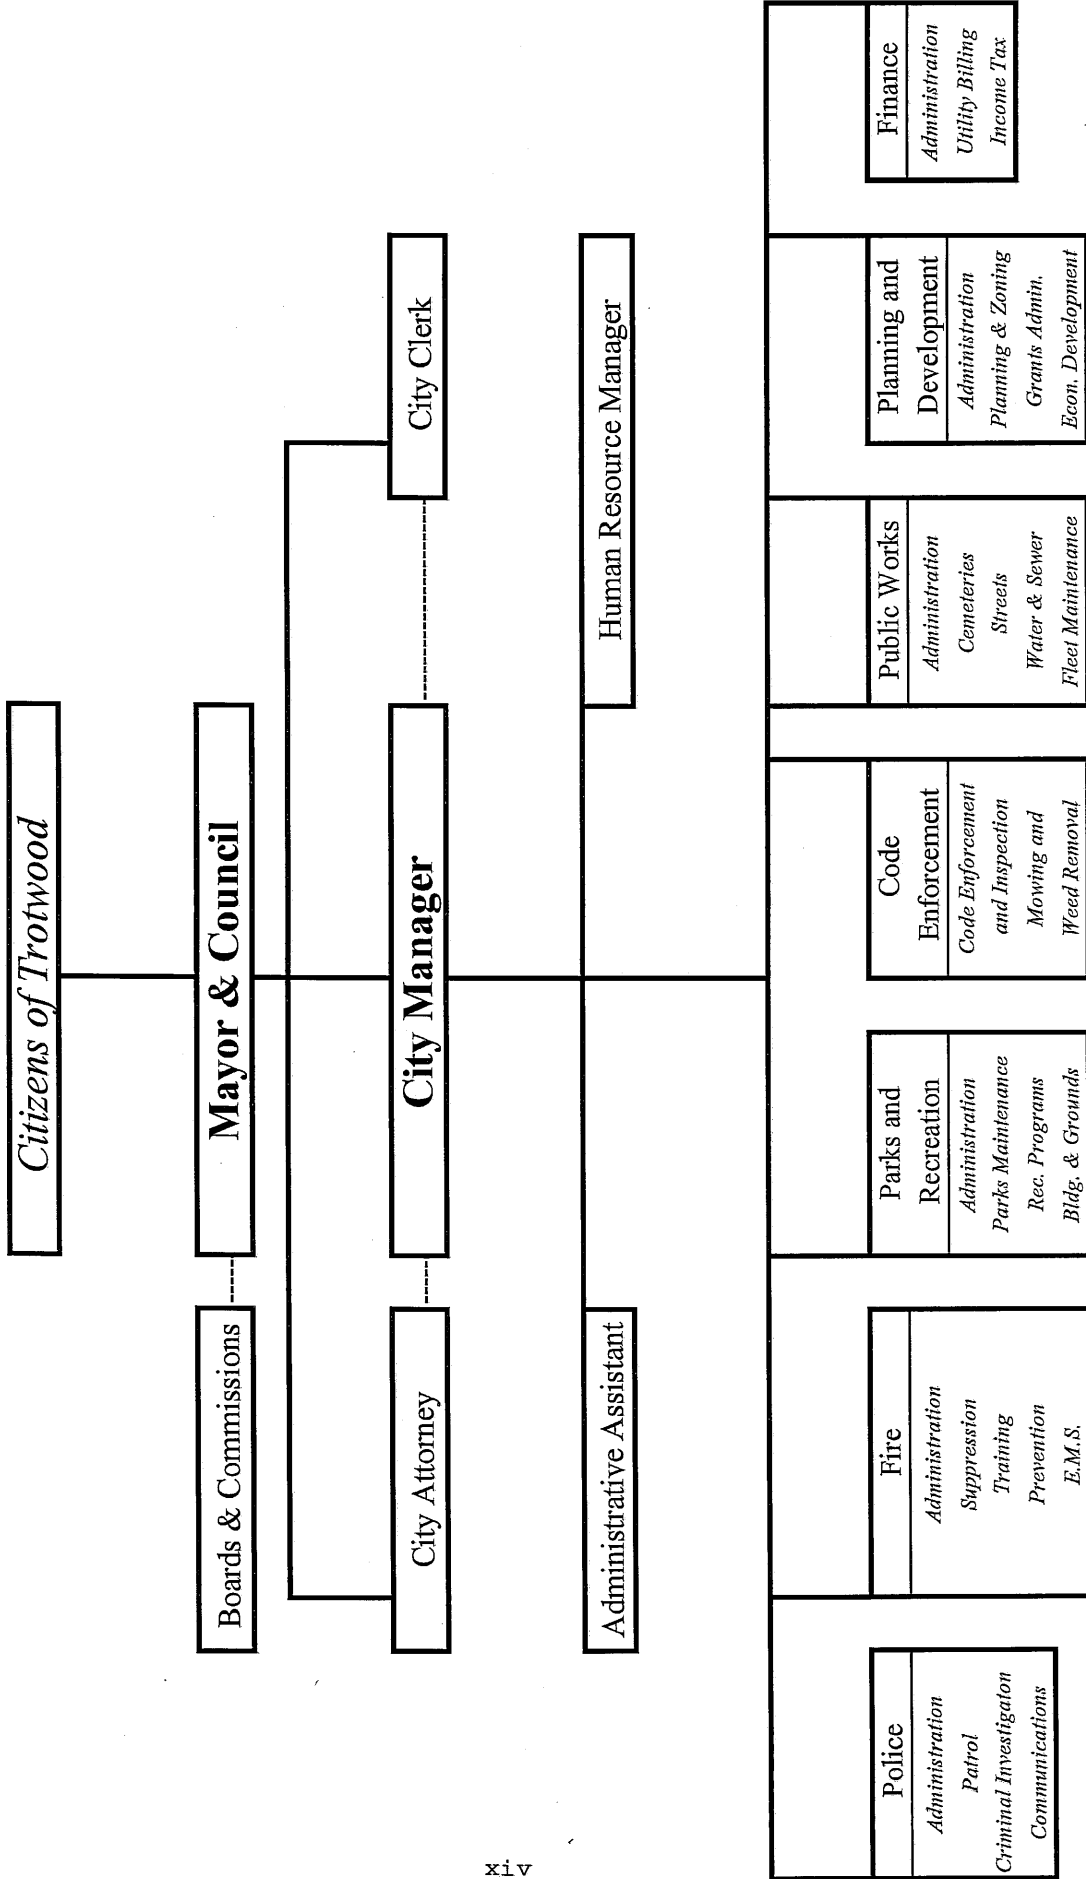 Citizens of Trotwood
Boards & Commissions
Mayor & Council
City Attorney
City Manager
City Clerk
Administrative Assistant
Human Resource Manager
Police
Administration
Patrol
Criminal Investigaton
Communications
Fire
Administration
Suppression
Training
Prevention
E.M.S.
Parks and
Recreation
Administration
Parks Maintenance
Rec. Programs
Bldg. & Grounds
Code
Enforcement
Code Enforcement
and Inspection
Mowing and
Weed Removal
Public Works
Administration
Cemeteries
Streets
Water & Sewer
Fleet Maintenance
Planning and
Development
Administration
Planning & Zoning
Grants Admin.
Econ. Development
Finance
Administration
Utility Billing
Income Tax
xiv